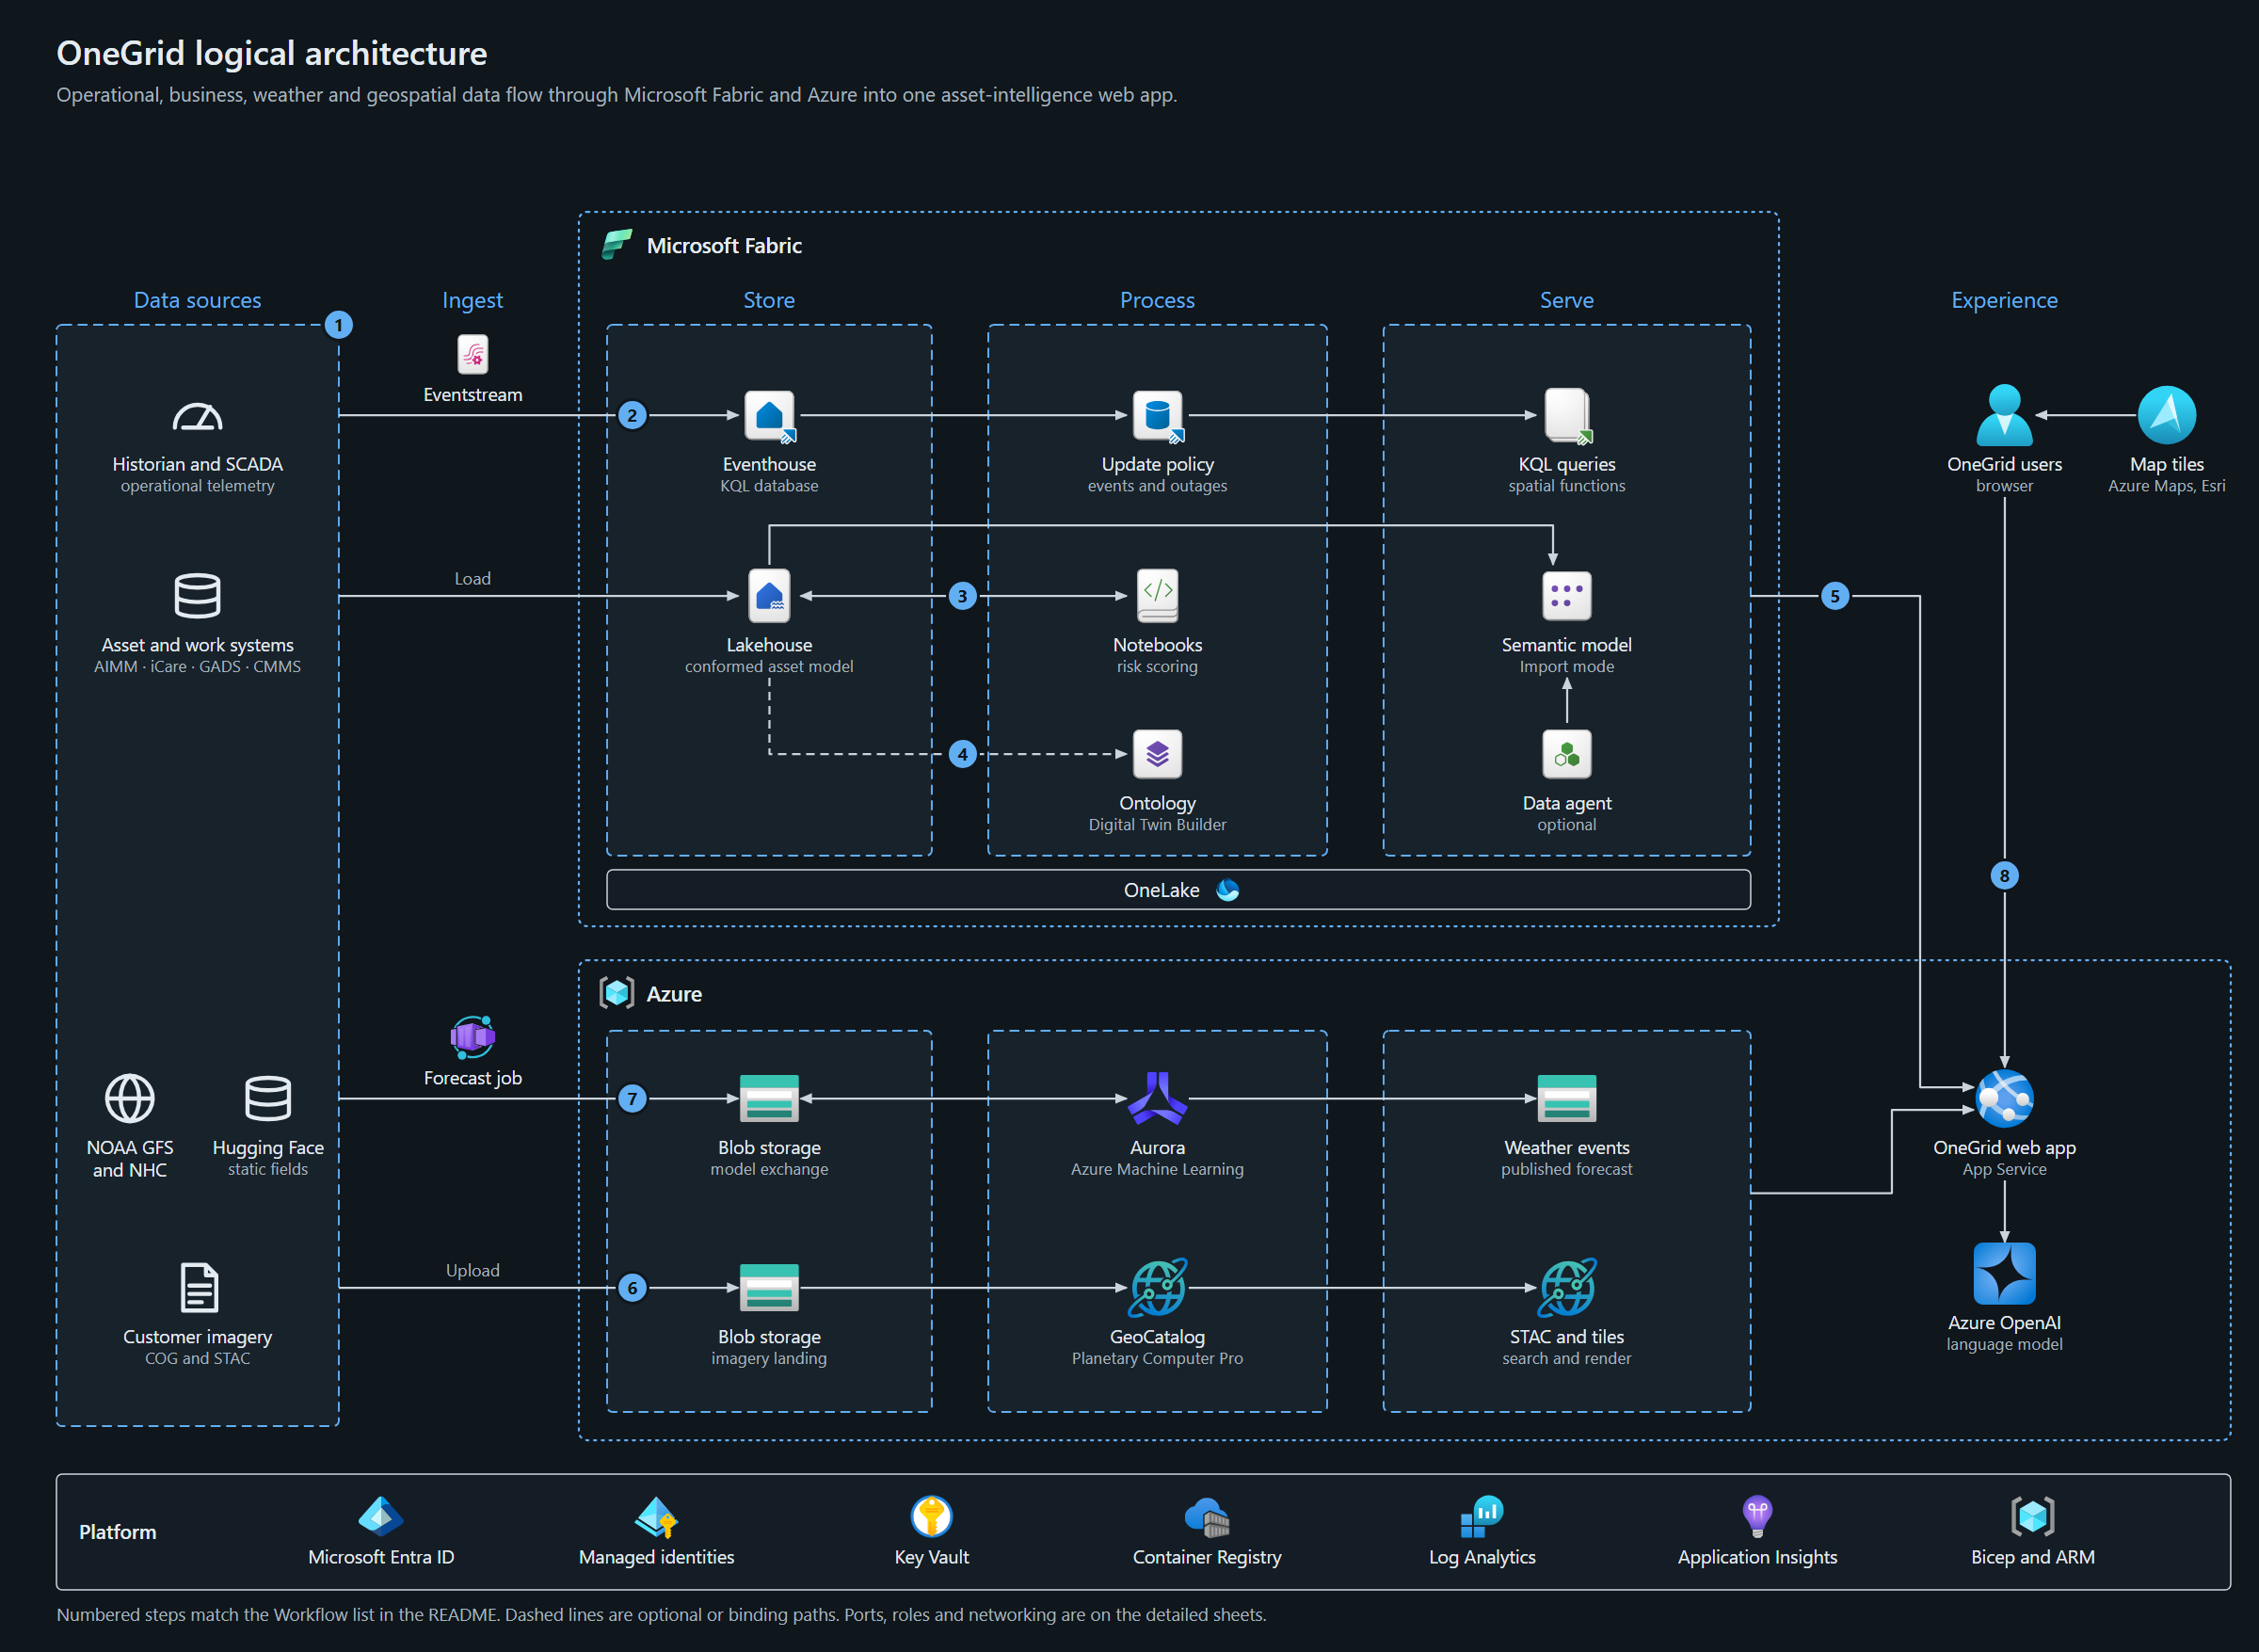 OneGrid logical architecture
Operational, business, weather and geospatial data flow through Microsoft Fabric and Azure into one asset-intelligence web app.
Microsoft Fabric
Data sources
Ingest
Store
Process
Serve
Experience
1
Eventstream
2
Historian and SCADA
operational telemetry
Eventhouse
KQL database
Update policy
events and outages
KQL queries
spatial functions
OneGrid users
browser
Map tiles
Azure Maps, Esri
Load
3
5
Asset and work systems
AIMM · iCare · GADS · CMMS
Lakehouse
conformed asset model
Notebooks
risk scoring
Semantic model
Import mode
4
Ontology
Digital Twin Builder
Data agent
optional
OneLake
8
Azure
Forecast job
7
NOAA GFS
and NHC
Hugging Face
static fields
Blob storage
model exchange
Aurora
Azure Machine Learning
Weather events
published forecast
OneGrid web app
App Service
Upload
6
Customer imagery
COG and STAC
Blob storage
imagery landing
GeoCatalog
Planetary Computer Pro
STAC and tiles
search and render
Azure OpenAI
language model
Platform
Microsoft Entra ID
Managed identities
Key Vault
Container Registry
Log Analytics
Application Insights
Bicep and ARM
Numbered steps match the Workflow list in the README. Dashed lines are optional or binding paths. Ports, roles and networking are on the detailed sheets.